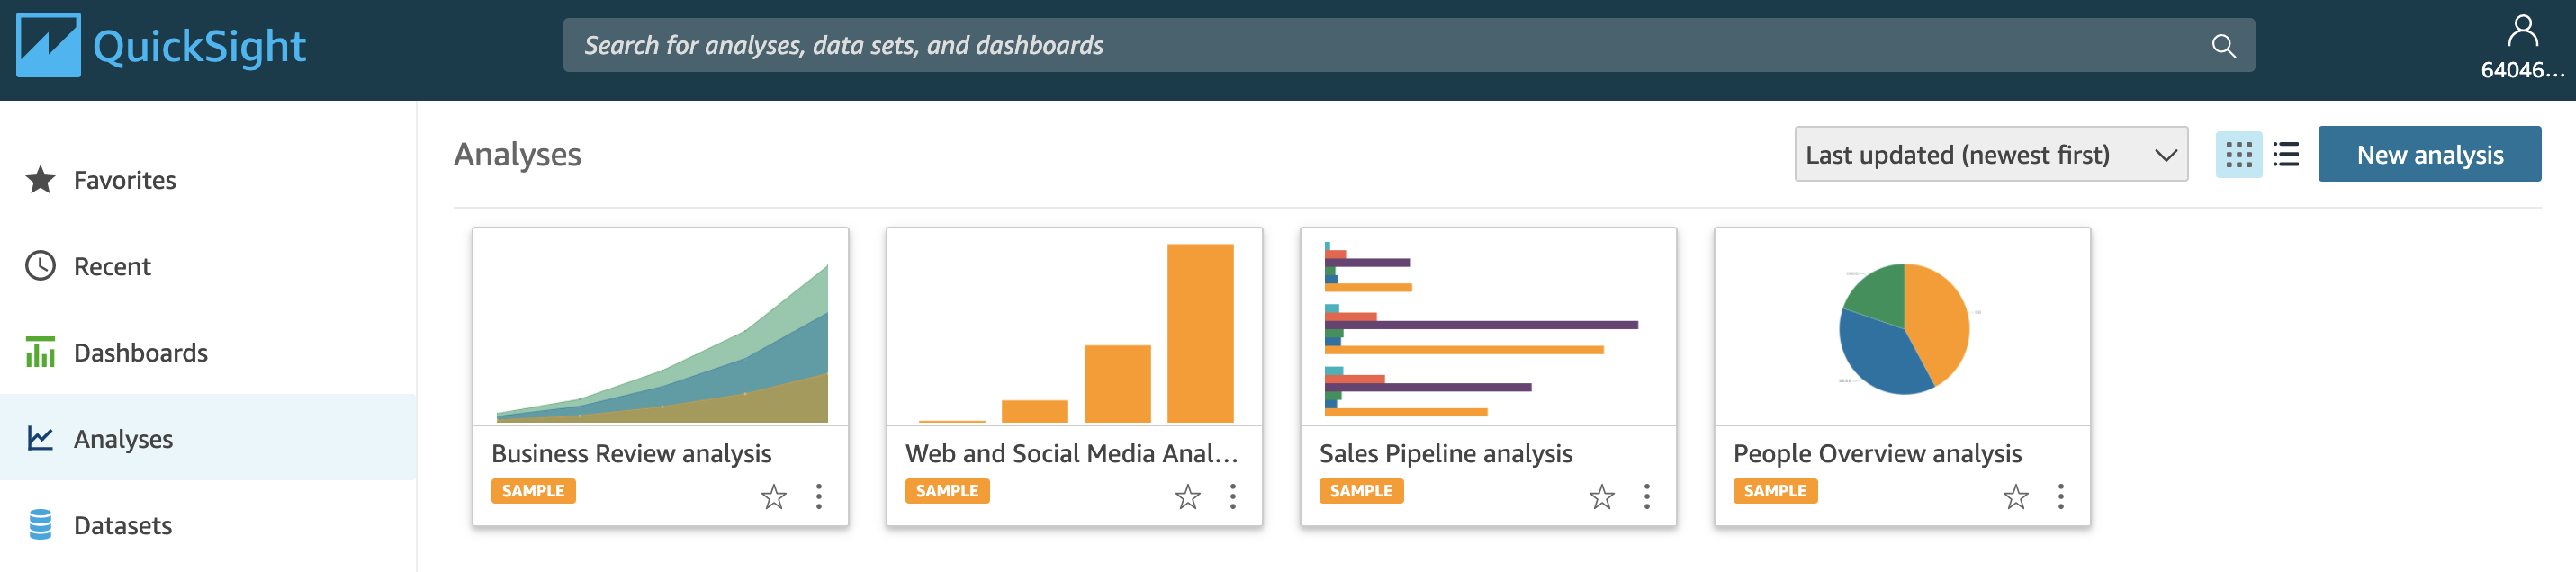 QuickSight
Search for analyses, data sets, and dashboards
64046...
Favorites
Recent
Dashboards
Analyses
Datasets
Analyses
Last updated (newest first)
New analysis
Business Review analysis
SAMPLE
Web and Social Media Anal...
SAMPLE
Sales Pipeline analysis
SAMPLE
People Overview analysis
SAMPLE